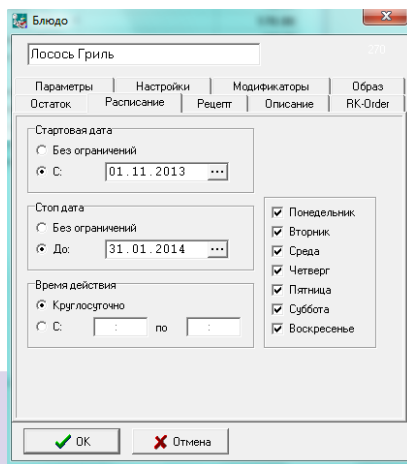 Блюдо
Лосось Гриль
270
Параметры Настройки Модификаторы Образ
Остаток Расписание Рецепт Описание RK-Order
Стартовая дата
Без ограничений
С: 01.11.2013 ...
Стоп дата
Без ограничений
До: 31.01.2014 ...
Понедельник
Вторник
Среда
Четверг
Пятница
Суббота
Воскресенье
Время действия
Круглосуточно
С: : по :
OK Отмена